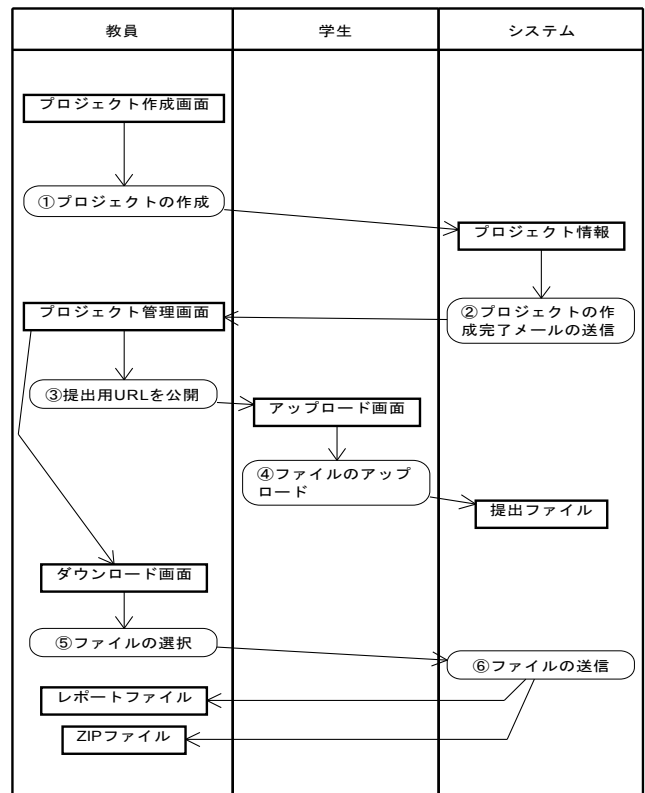 教員
学生
システム
プロジェクト作成画面
①プロジェクトの作成
プロジェクト情報
プロジェクト管理画面
②プロジェクトの作
成完了メールの送信
③提出用URLを公開
アップロード画面
④ファイルのアップ
ロード
提出ファイル
ダウンロード画面
⑤ファイルの選択
⑥ファイルの送信
レポートファイル
ZIPファイル